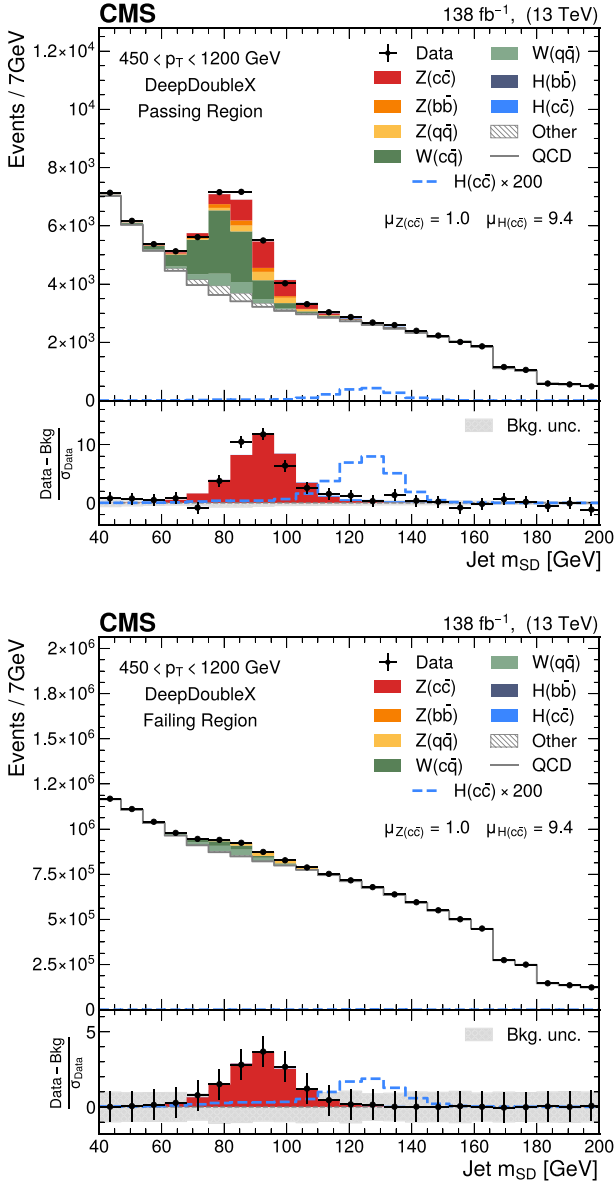 CMS 138 fb⁻¹, (13 TeV)
Events / 7GeV
1.2×10⁴
10⁴
8×10³
6×10³
4×10³
2×10³
0
450 < p_T < 1200 GeV
DeepDoubleX
Passing Region
Data
Z(cc̄)
Z(bb̄)
Z(qq̄)
W(cq̄)
W(qq̄)
H(bb̄)
H(cc̄)
Other
QCD
H(cc̄) × 200
μ_Z(cc̄) = 1.0 μ_H(cc̄) = 9.4
Data − Bkg
σ_Data
10
0
Bkg. unc.
40 60 80 100 120 140 160 180 200
Jet m_SD [GeV]
CMS 138 fb⁻¹, (13 TeV)
Events / 7GeV
2×10⁶
1.8×10⁶
1.5×10⁶
1.2×10⁶
10⁶
7.5×10⁵
5×10⁵
2.5×10⁵
0
450 < p_T < 1200 GeV
DeepDoubleX
Failing Region
Data
Z(cc̄)
Z(bb̄)
Z(qq̄)
W(cq̄)
W(qq̄)
H(bb̄)
H(cc̄)
Other
QCD
H(cc̄) × 200
μ_Z(cc̄) = 1.0 μ_H(cc̄) = 9.4
Data − Bkg
σ_Data
5
0
Bkg. unc.
40 60 80 100 120 140 160 180 200
Jet m_SD [GeV]